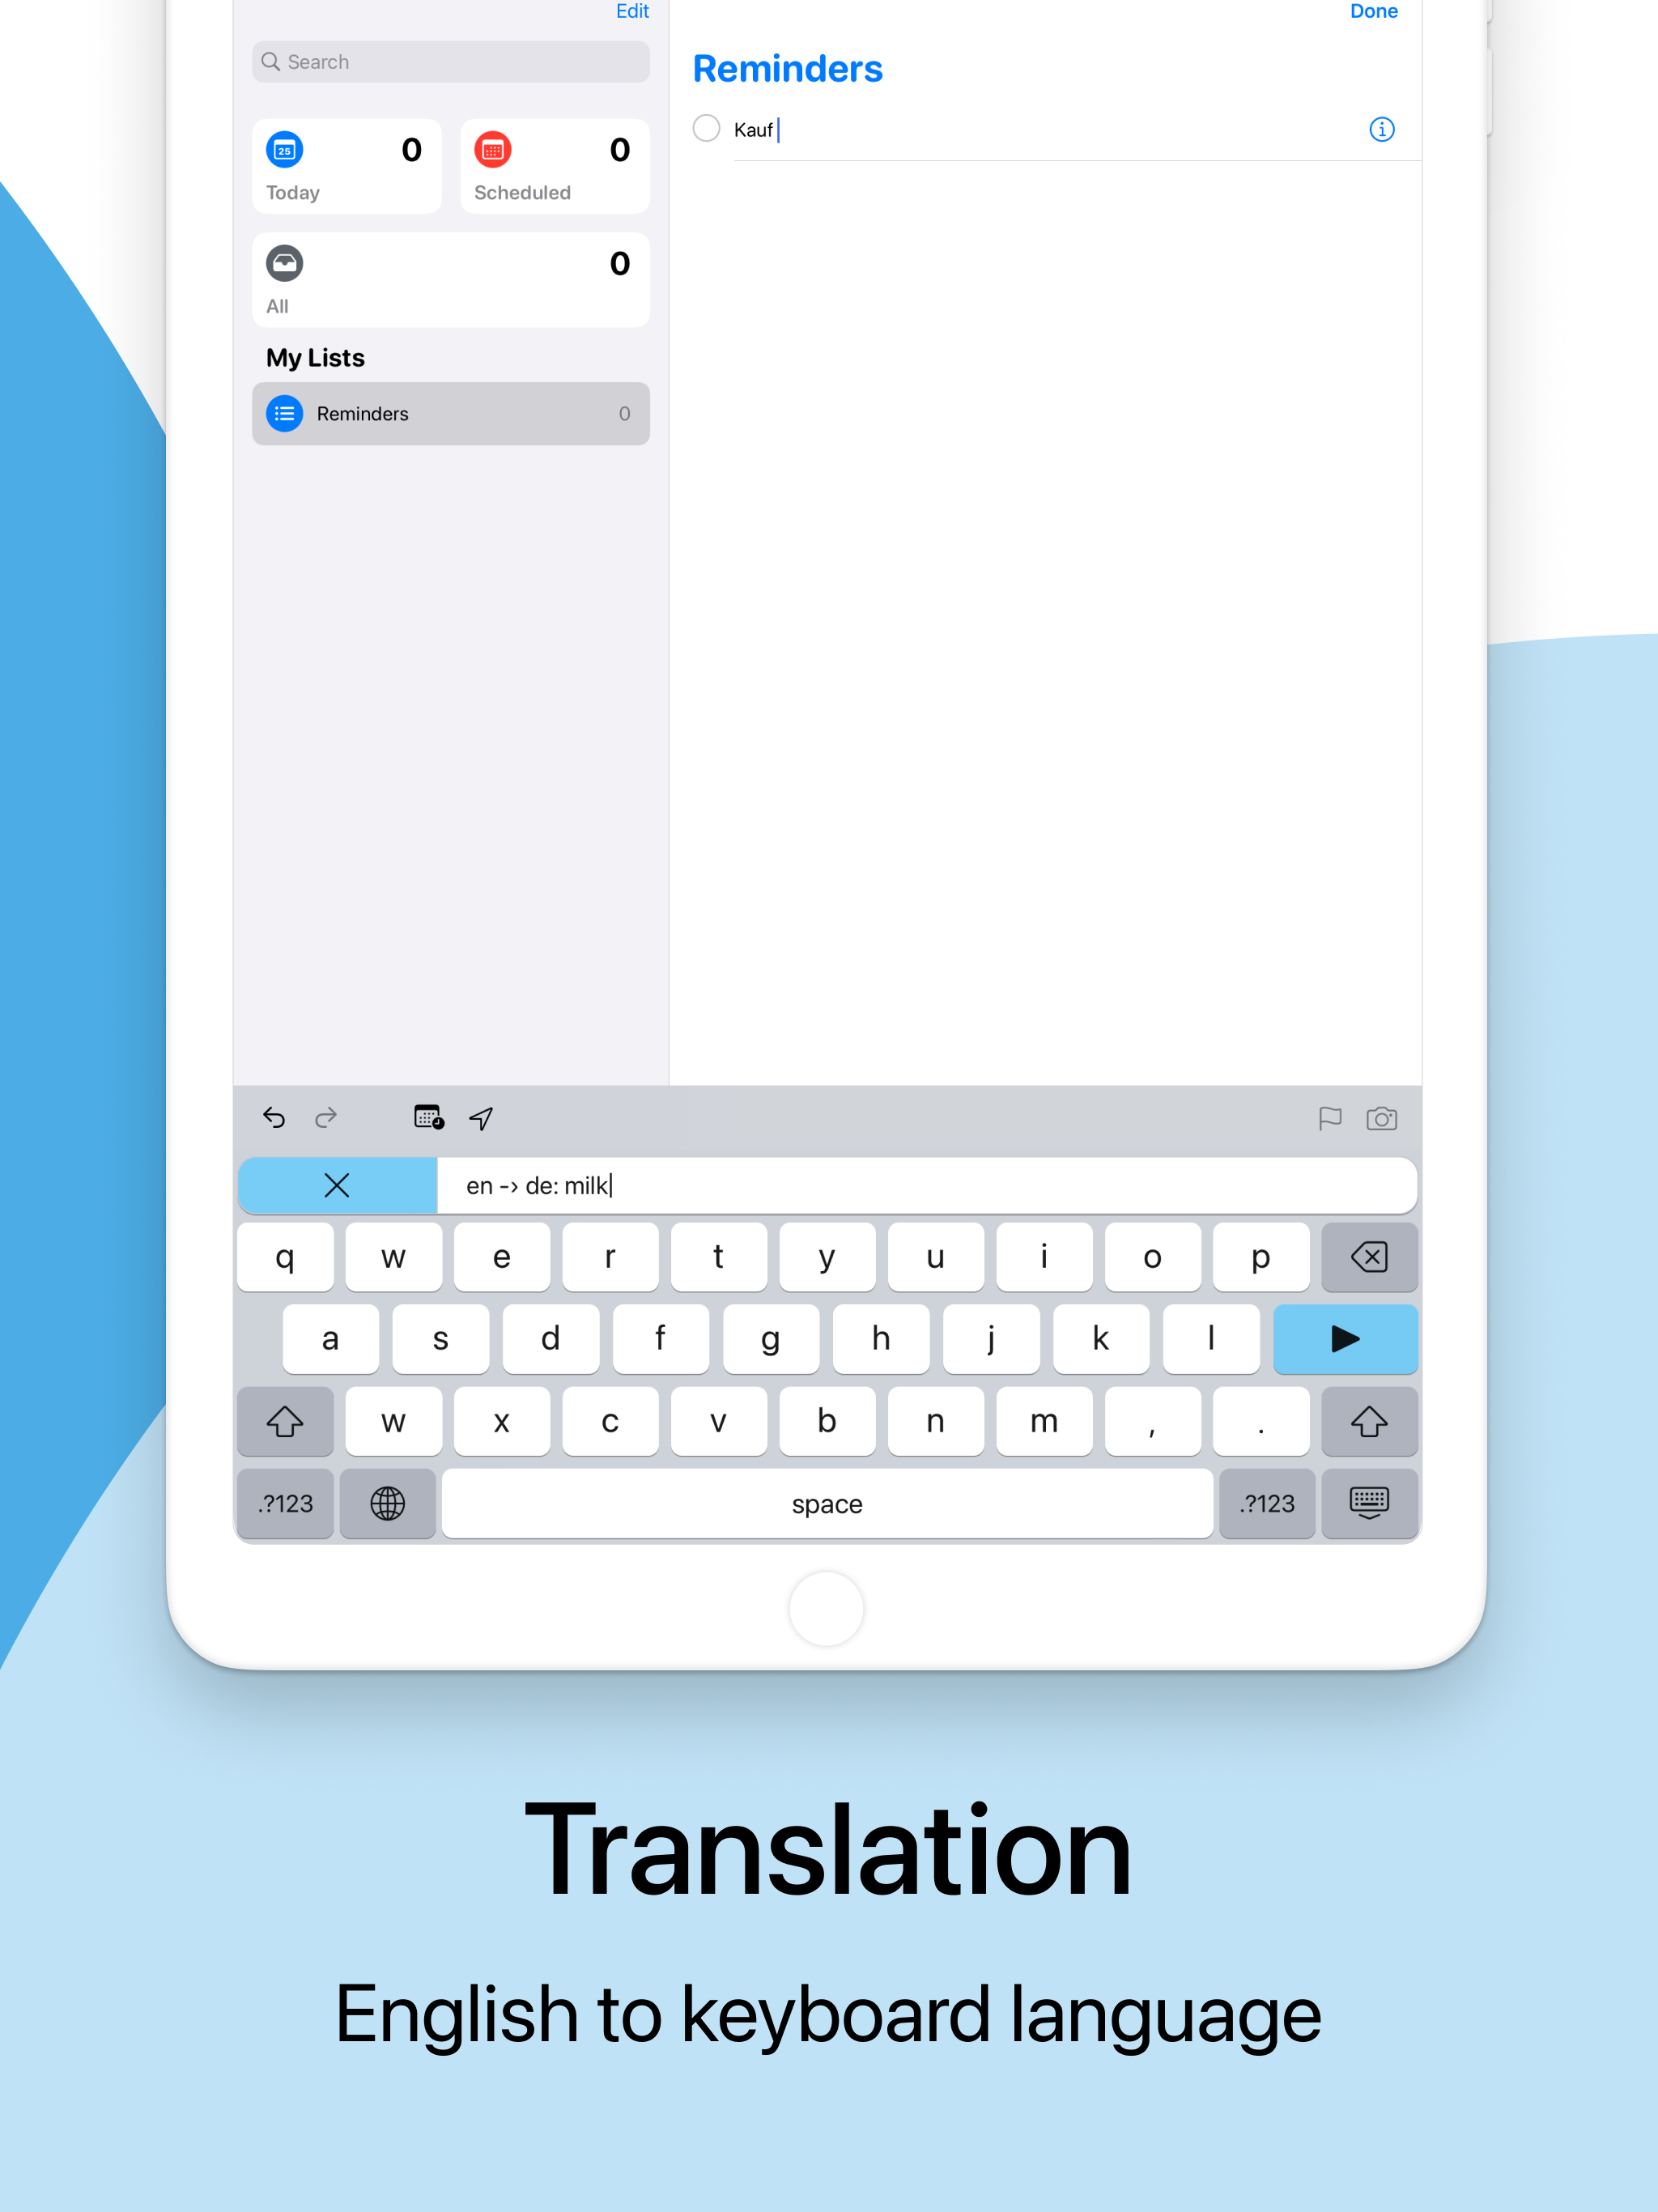 Edit
Done
Search
Reminders
Kauf
25
0
0
Today
Scheduled
0
All
My Lists
Reminders
0
en -> de: milk
q w e r t y u i o p
a s d f g h j k l
w x c v b n m , .
.?123
space
.?123
Translation
English to keyboard language